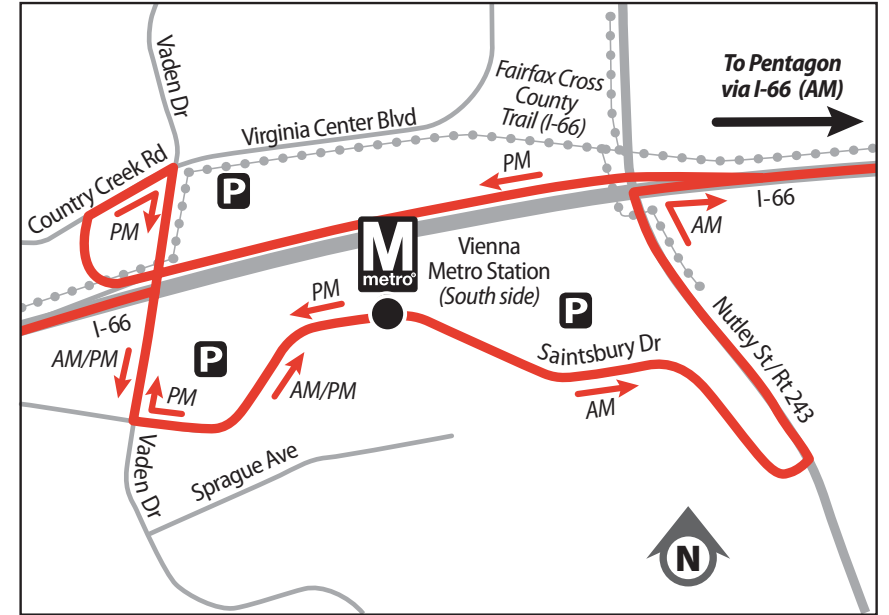 Vaden Dr
Virginia Center Blvd
Fairfax Cross
County
Trail (I-66)
To Pentagon
via I-66 (AM)
Country Creek Rd
P
PM
PM
I-66
AM
M
metro®
Vienna
Metro Station
(South side)
PM
P
I-66
AM/PM
P
PM
AM/PM
Saintsbury Dr
AM
Nutley St/ Rt 243
Vaden Dr
Sprague Ave
N